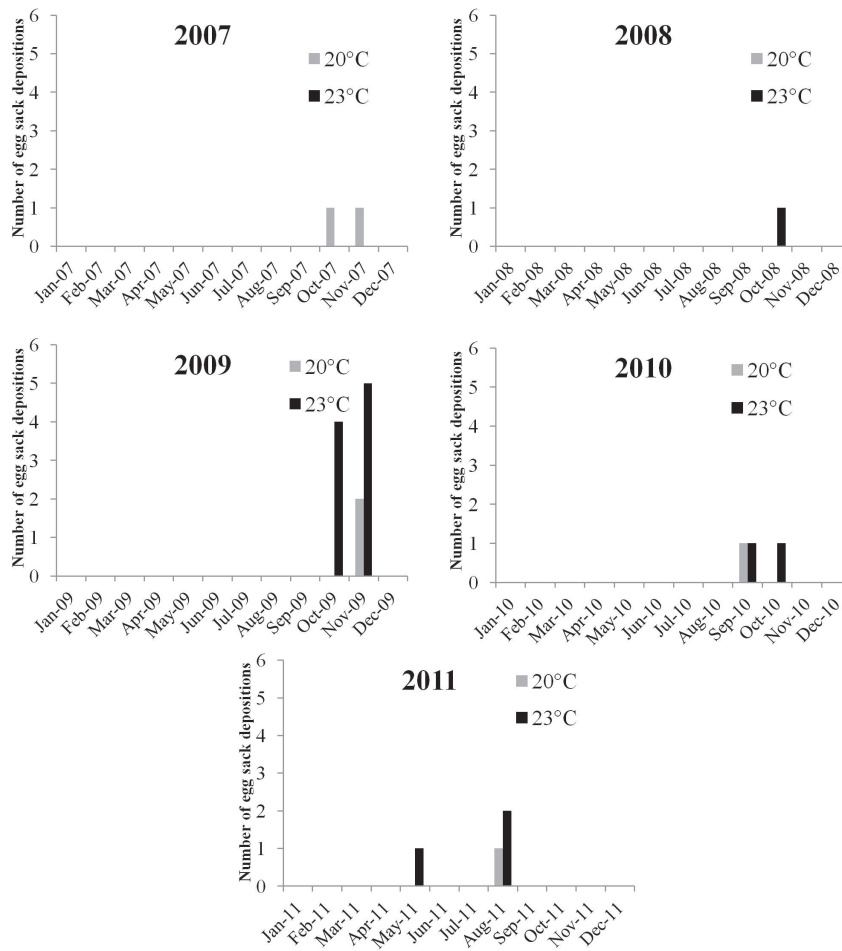 Number of egg sack depositions
2007
20°C
23°C
6
5
4
3
2
1
0
Jan-07
Feb-07
Mar-07
Apr-07
May-07
Jun-07
Jul-07
Aug-07
Sep-07
Oct-07
Nov-07
Dec-07
Number of egg sack depositions
2008
20°C
23°C
6
5
4
3
2
1
0
Jan-08
Feb-08
Mar-08
Apr-08
May-08
Jun-08
Jul-08
Aug-08
Sep-08
Oct-08
Nov-08
Dec-08
Number of egg sack depositions
2009
20°C
23°C
6
5
4
3
2
1
0
Jan-09
Feb-09
Mar-09
Apr-09
May-09
Jun-09
Jul-09
Aug-09
Sep-09
Oct-09
Nov-09
Dec-09
Number of egg sack depositions
2010
20°C
23°C
6
5
4
3
2
1
0
Jan-10
Feb-10
Mar-10
Apr-10
May-10
Jun-10
Jul-10
Aug-10
Sep-10
Oct-10
Nov-10
Dec-10
Number of egg sack depositions
2011
20°C
23°C
6
5
4
3
2
1
0
Jan-11
Feb-11
Mar-11
Apr-11
May-11
Jun-11
Jul-11
Aug-11
Sep-11
Oct-11
Nov-11
Dec-11